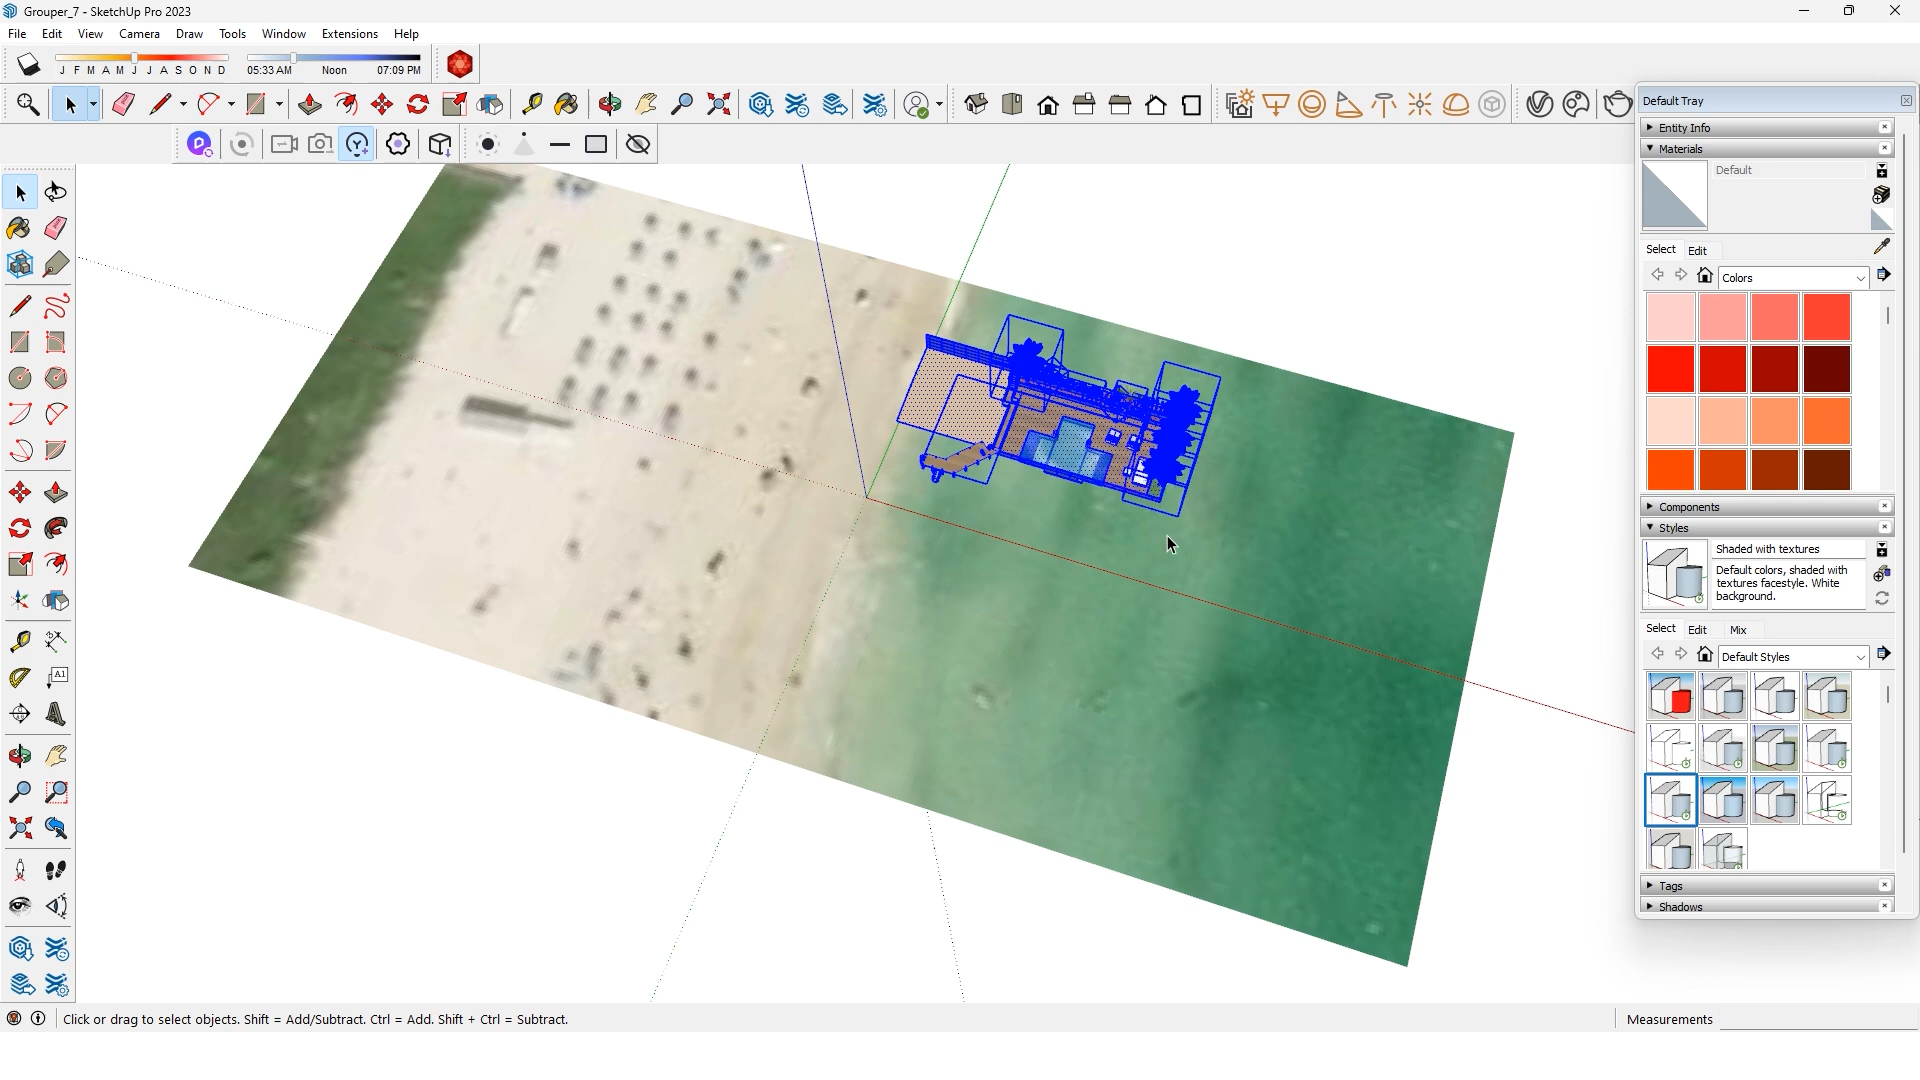 Grouper_7 - SketchUp Pro 2023
File Edit View Camera Draw Tools Window Extensions Help
J F M A M J J A S O N D
05:33 AM Noon 07:09 PM
Default Tray
Entity Info
Materials
Default
Select Edit
Colors
Components
Styles
Shaded with textures
Default colors, shaded with
textures facestyle. White
background.
Select Edit Mix
Default Styles
Tags
Shadows
A1
Click or drag to select objects. Shift = Add/Subtract. Ctrl = Add. Shift + Ctrl = Subtract.
Measurements